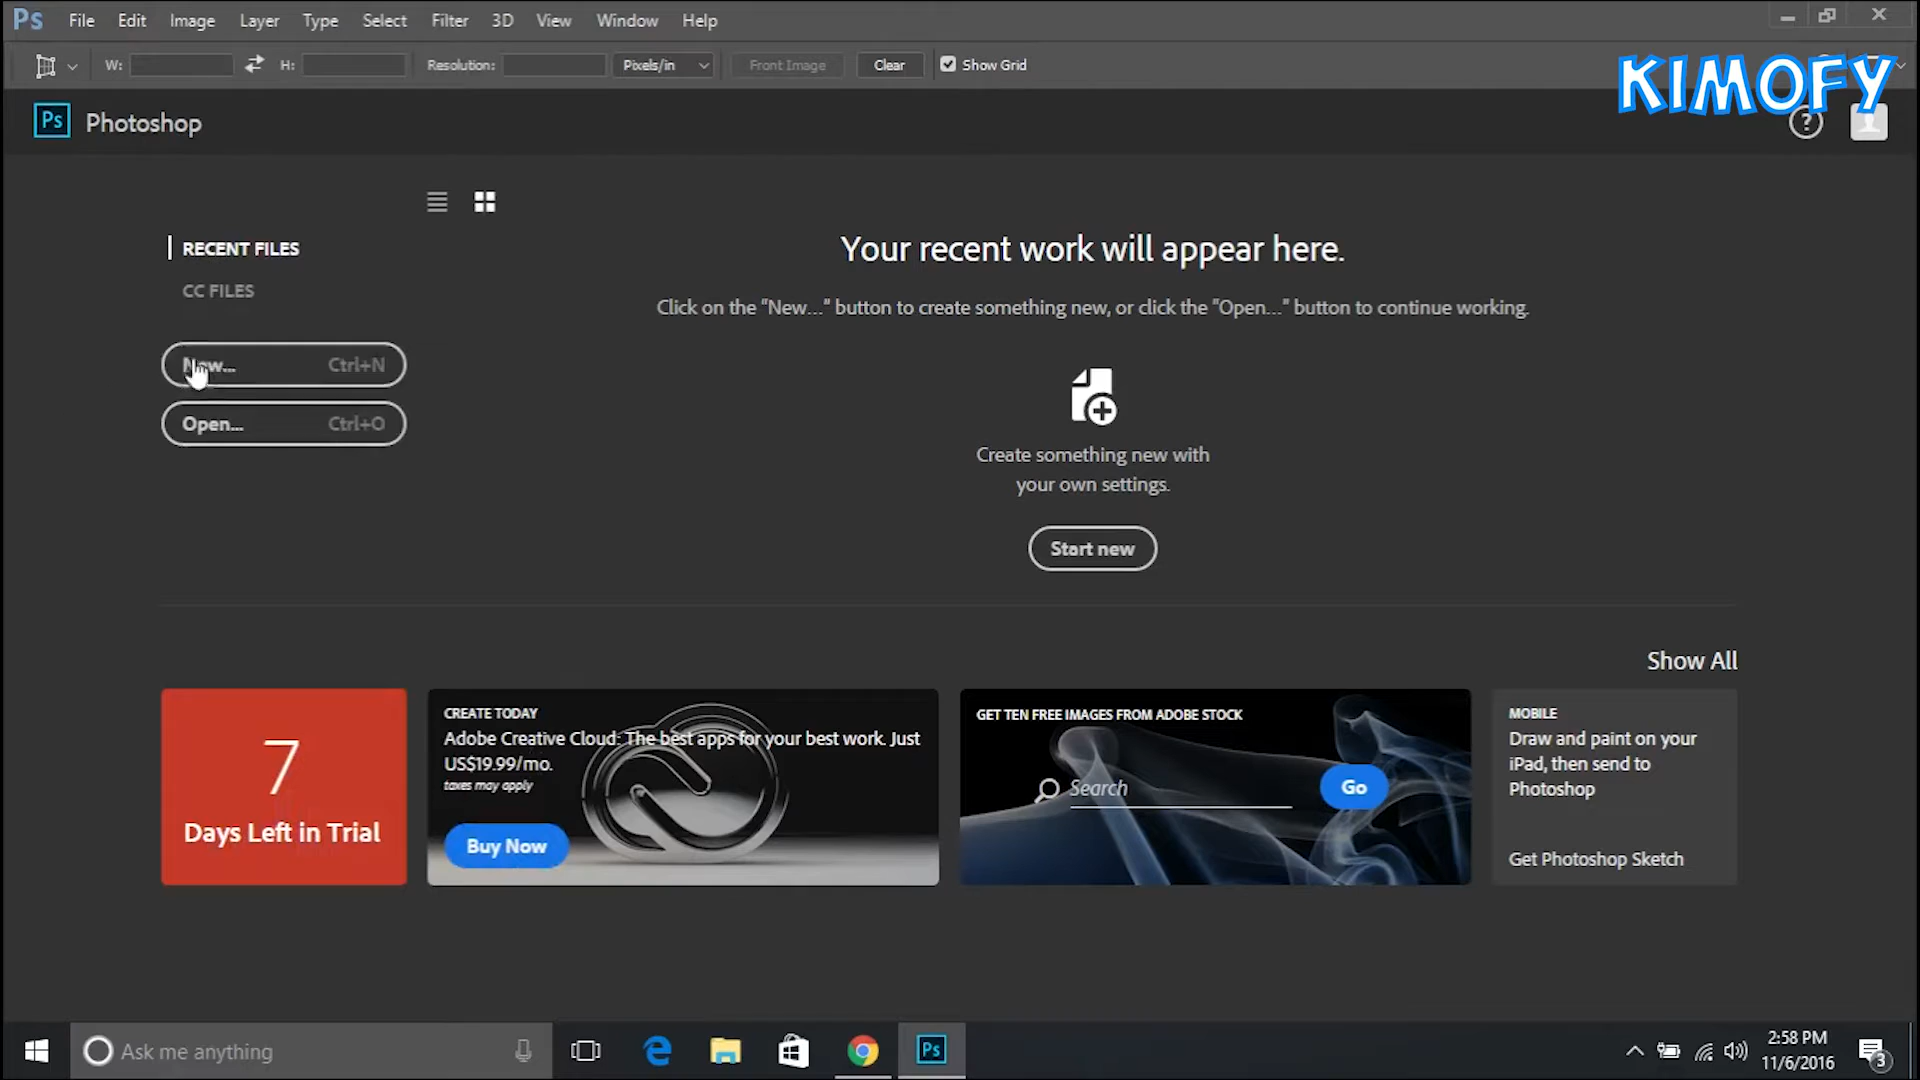 Ps File Edit Image Layer Type Select Filter 3D View Window Help
W: H: Resolution: Pixels/in Front Image Clear Show Grid
KIMOFY
Ps Photoshop ?
RECENT FILES
CC FILES
New... Ctrl+N
Open... Ctrl+O
Your recent work will appear here.
Click on the "New..." button to create something new, or click the "Open..." button to continue working.
Create something new with
your own settings.
Start new
Show All
7
Days Left in Trial
CREATE TODAY
Adobe Creative Cloud: The best apps for your best work. Just
US$19.99/mo.
taxes may apply
Buy Now
GET TEN FREE IMAGES FROM ADOBE STOCK
Search Go
MOBILE
Draw and paint on your
iPad, then send to
Photoshop
Get Photoshop Sketch
Ask me anything
Ps
2:58 PM
11/6/2016
3